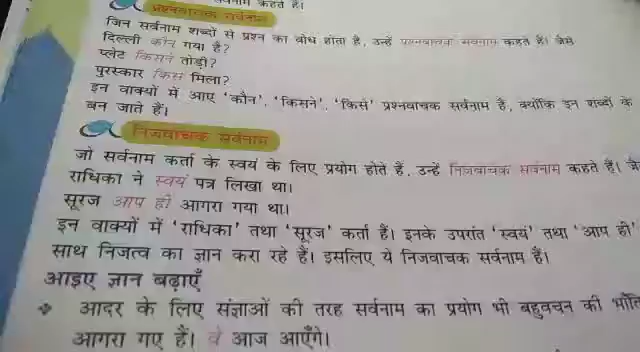 सर्वनाम कहते हैं।
प्रश्नवाचक सर्वनाम
जिन सर्वनाम शब्दों से प्रश्न का बोध होता है, उन्हें प्रश्नवाचक सर्वनाम कहते हैं। जैसे
दिल्ली कौन गया है?
प्लेट किसने तोड़ी?
पुरस्कार किसे मिला?
इन वाक्यों में आए 'कौन', 'किसने', 'किसे' प्रश्नवाचक सर्वनाम हैं, क्योंकि इन शब्दों के
बन जाते हैं।
निजवाचक सर्वनाम
जो सर्वनाम कर्ता के स्वयं के लिए प्रयोग होते हैं, उन्हें निजवाचक सर्वनाम कहते हैं। जै
राधिका ने स्वयं पत्र लिखा था।
सूरज आप ही आगरा गया था।
इन वाक्यों में 'राधिका' तथा 'सूरज' कर्ता हैं। इनके उपरांत 'स्वयं' तथा 'आप ही'
साथ निजत्व का ज्ञान करा रहे हैं। इसलिए ये निजवाचक सर्वनाम हैं।
आइए ज्ञान बढ़ाएँ
आदर के लिए संज्ञाओं की तरह सर्वनाम का प्रयोग भी बहुवचन की भाँति
आगरा गए हैं। वे आज आएँगे।